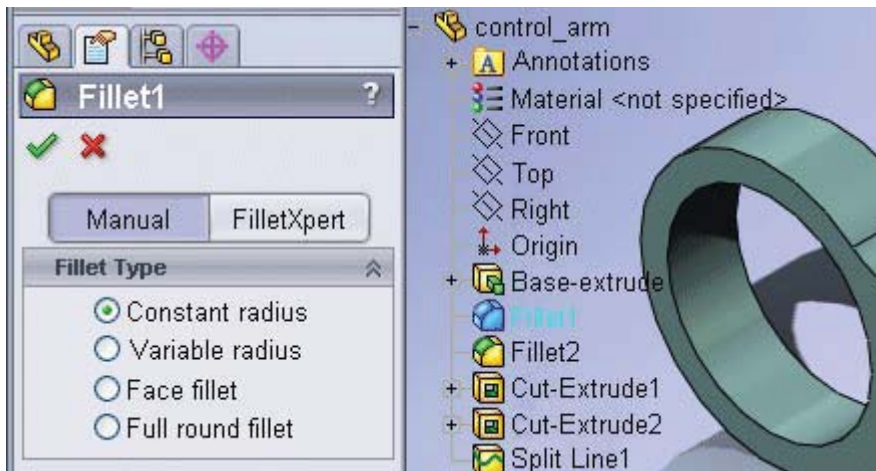 Fillet1 ?
Manual FilletXpert
Fillet Type
Constant radius
Variable radius
Face fillet
Full round fillet
- control_arm
+ A Annotations
Material <not specified>
Front
Top
Right
Origin
+ Base-extrude
Fillet1
Fillet2
+ Cut-Extrude1
+ Cut-Extrude2
Split Line1